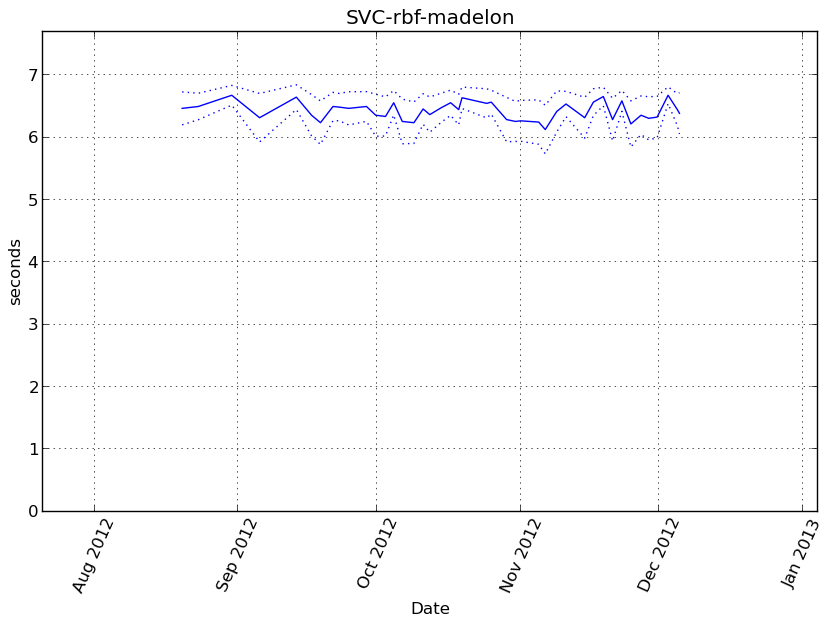 SVC-rbf-madelon
seconds
7
6
5
4
3
2
1
0
Aug 2012
Sep 2012
Oct 2012
Nov 2012
Dec 2012
Jan 2013
Date